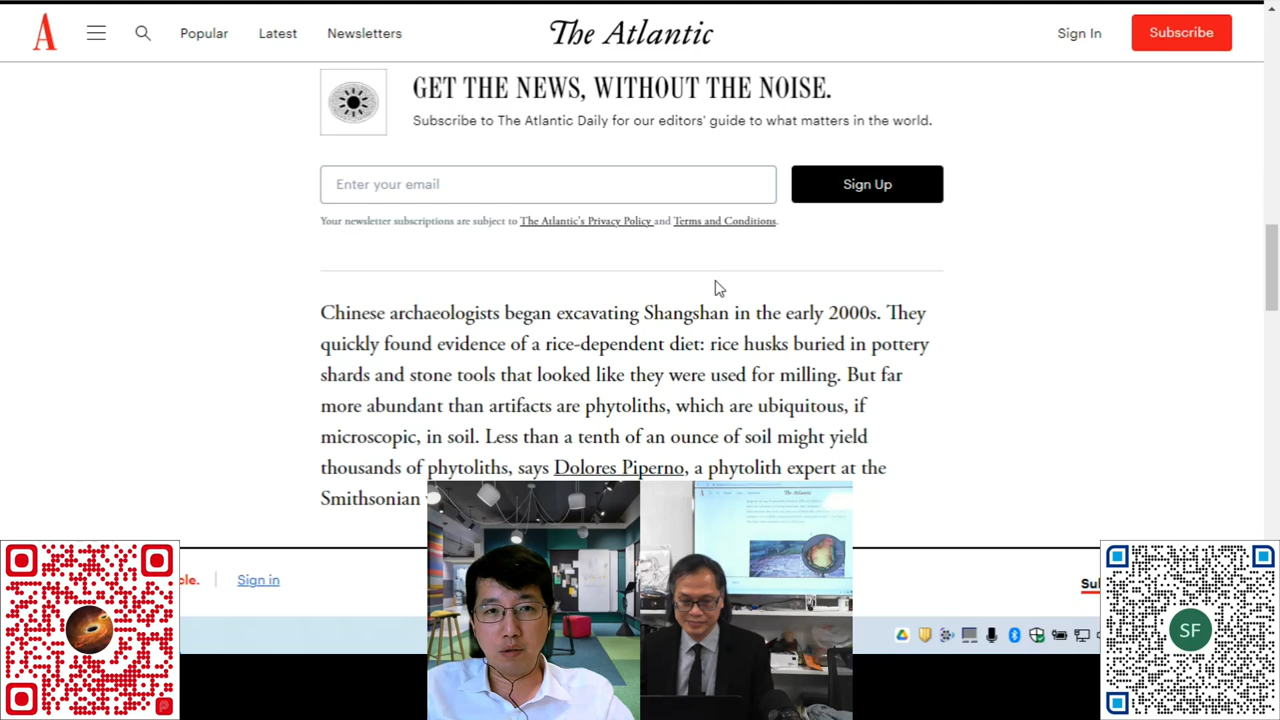 A
Popular
Latest
Newsletters
The Atlantic
Sign In
Subscribe
GET THE NEWS, WITHOUT THE NOISE.
Subscribe to The Atlantic Daily for our editors' guide to what matters in the world.
Enter your email
Sign Up
Your newsletter subscriptions are subject to The Atlantic's Privacy Policy and Terms and Conditions.
Chinese archaeologists began excavating Shangshan in the early 2000s. They
quickly found evidence of a rice-dependent diet: rice husks buried in pottery
shards and stone tools that looked like they were used for milling. But far
more abundant than artifacts are phytoliths, which are ubiquitous, if
microscopic, in soil. Less than a tenth of an ounce of soil might yield
thousands of phytoliths, says Dolores Piperno, a phytolith expert at the
Smithsonian
Sign in
SF